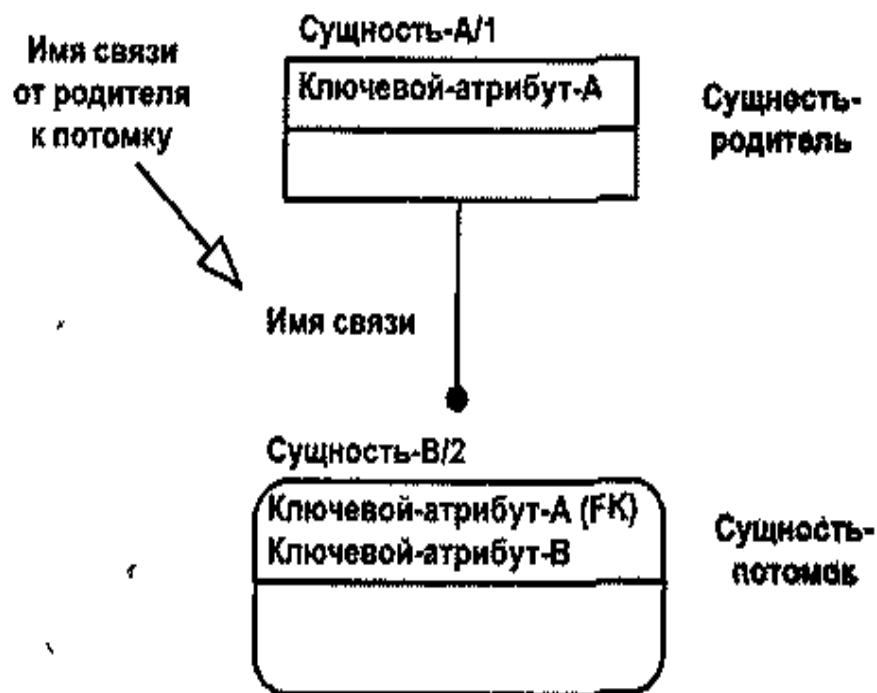 Сущность-А/1
Имя связи
от родителя
к потомку
Ключевой-атрибут-А
Сущность-
родитель
Имя связи
Сущность-В/2
Ключевой-атрибут-А (FK)
Ключевой-атрибут-В
Сущность-
потомок